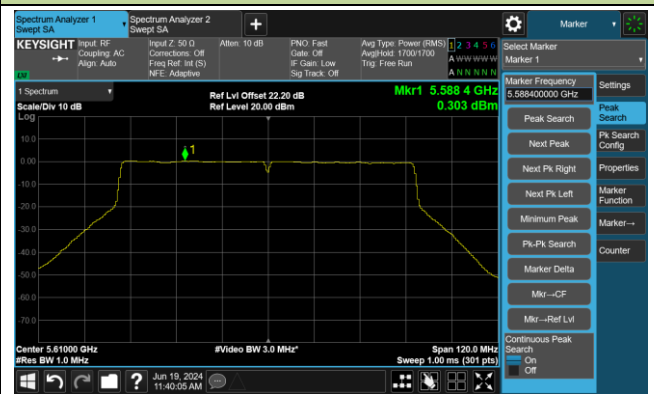 Spectrum Analyzer 1
Swept SA
Spectrum Analyzer 2
Swept SA
+
Marker
KEYSIGHT
Input: RF
Coupling: AC
Align: Auto
Input Z: 50 Ω
Corrections: Off
Freq Ref: Int (S)
NFE: Adaptive
Atten: 10 dB
PNO: Fast
Gate: Off
IF Gain: Low
Sig Track: Off
Avg Type: Power (RMS)
Avg|Hold: 1700/1700
Trig: Free Run
1 2 3 4 5 6
A W W W W W
A N N N N N
Select Marker
Marker 1
1 Spectrum
Scale/Div 10 dB
Log
Ref Lvl Offset 22.20 dB
Ref Level 20.00 dBm
Mkr1 5.588 4 GHz
0.303 dBm
10.0
0.00
-10.0
-20.0
-30.0
-40.0
-50.0
-60.0
-70.0
1
Center 5.61000 GHz
#Res BW 1.0 MHz
#Video BW 3.0 MHz*
Span 120.0 MHz
Sweep 1.00 ms (301 pts)
Marker Frequency
5.588400000 GHz
Peak Search
Next Peak
Next Pk Right
Next Pk Left
Minimum Peak
Pk-Pk Search
Marker Delta
Mkr→CF
Mkr→Ref Lvl
Continuous Peak
Search
On
Off
Settings
Peak
Search
Pk Search
Config
Properties
Marker
Function
Marker→
Counter
?
Jun 19, 2024
11:40:05 AM